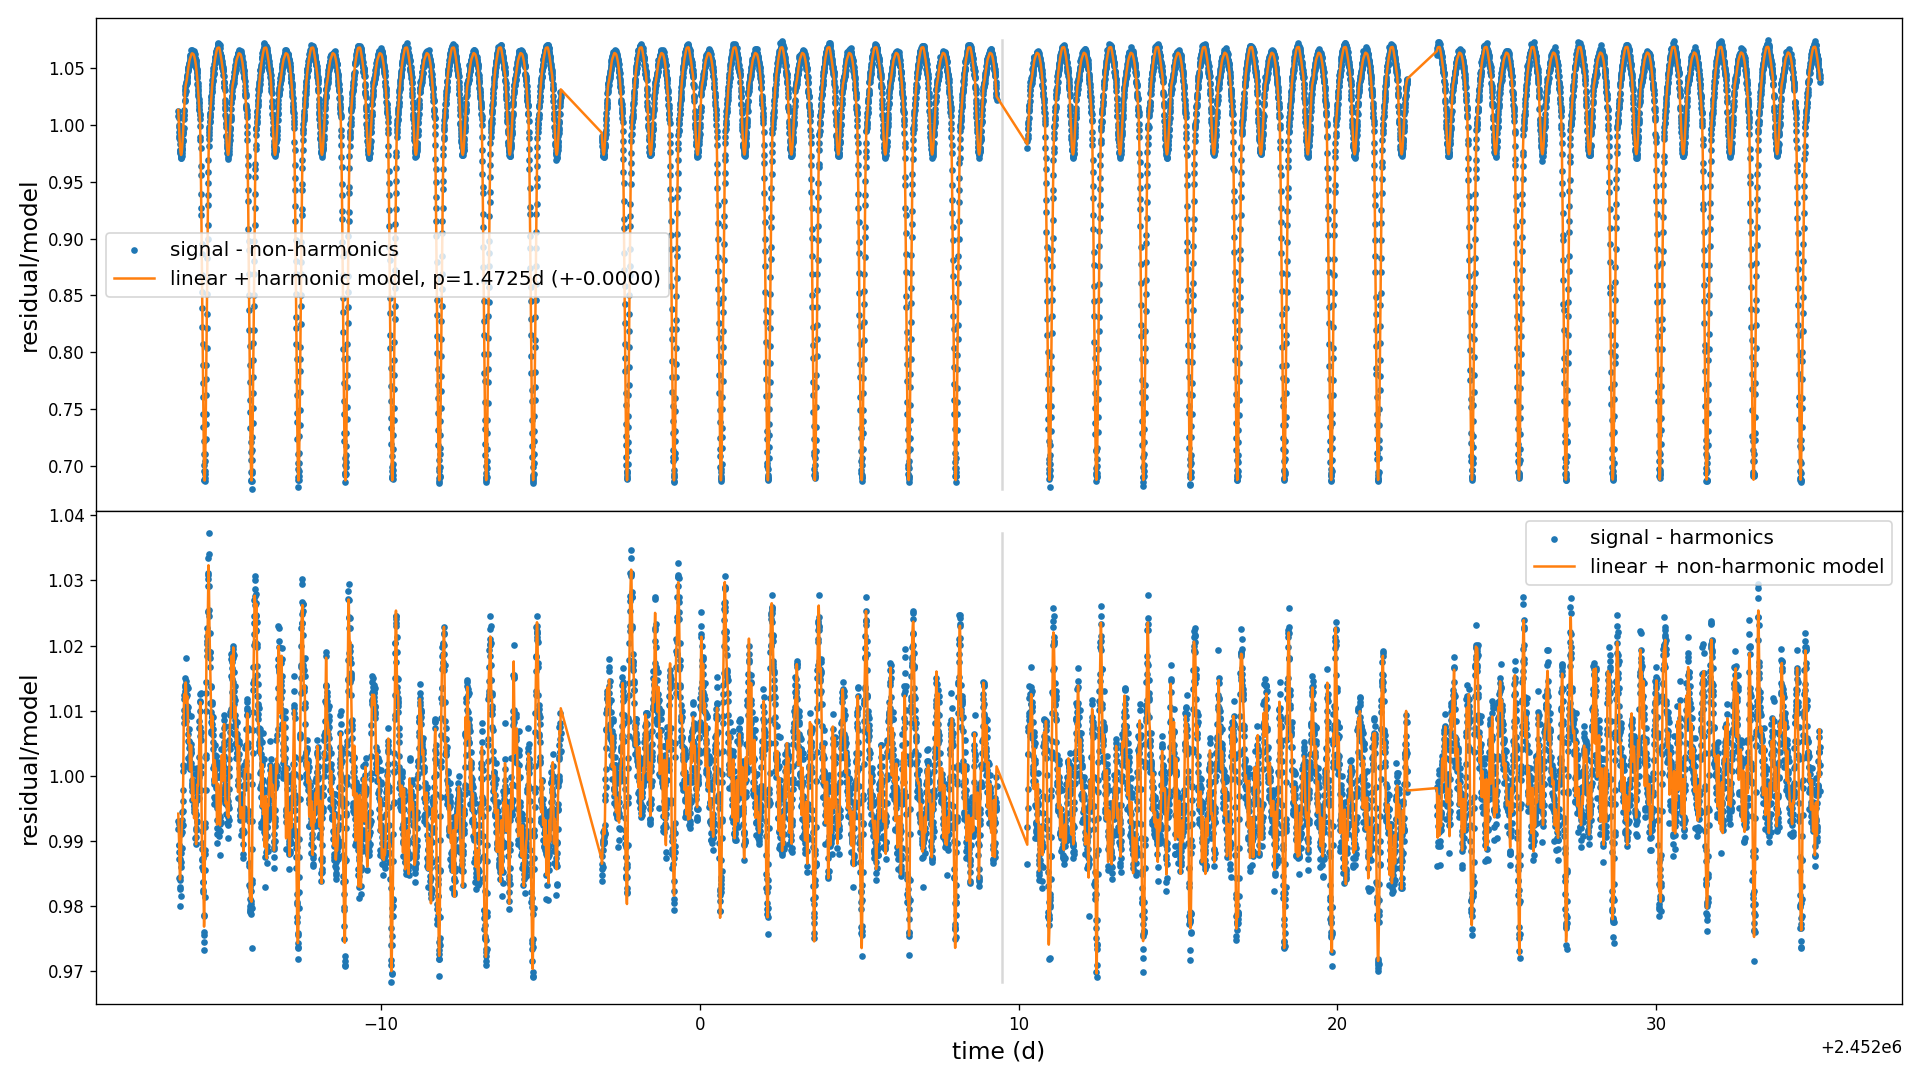 1.05
1.00
0.95
0.90
0.85
0.80
0.75
0.70
residual/model
signal - non-harmonics
linear + harmonic model, p=1.4725d (+-0.0000)
1.04
1.03
1.02
1.01
1.00
0.99
0.98
0.97
residual/model
signal - harmonics
linear + non-harmonic model
−10
0
10
20
30
time (d)
+2.452e6